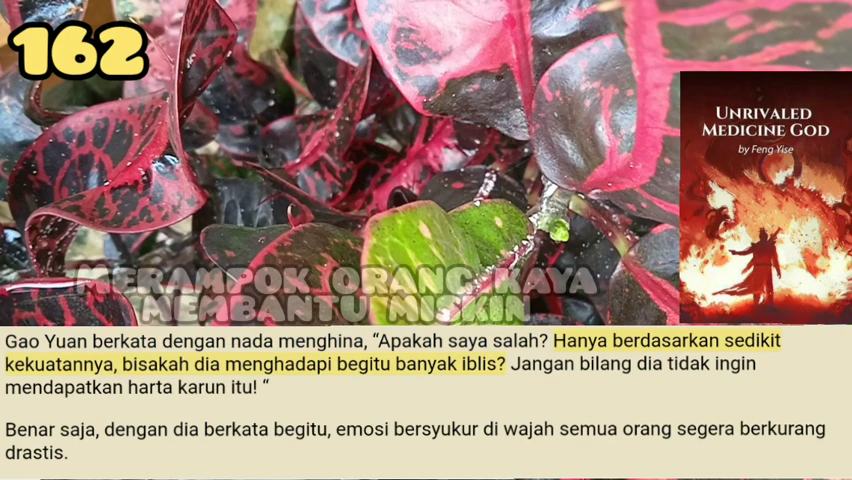 162
UNRIVALED
MEDICINE GOD
by Feng Yise
MERAMPOK ORANG KAYA
MEMBANTU MISKIN
Gao Yuan berkata dengan nada menghina, “Apakah saya salah? Hanya berdasarkan sedikit
kekuatannya, bisakah dia menghadapi begitu banyak iblis? Jangan bilang dia tidak ingin
mendapatkan harta karun itu! “
Benar saja, dengan dia berkata begitu, emosi bersyukur di wajah semua orang segera berkurang
drastis.